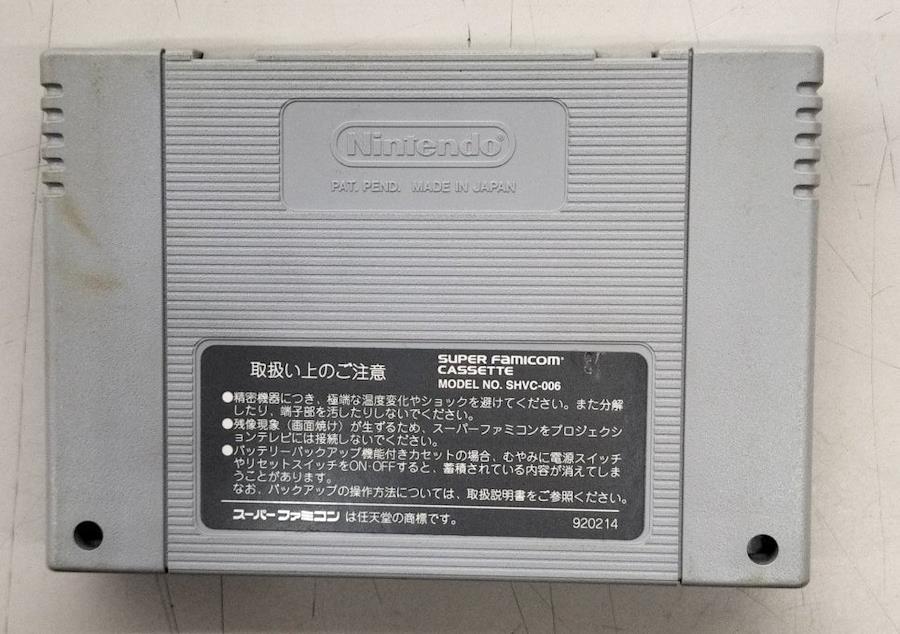 Nintendo®
PAT. PEND. MADE IN JAPAN
取扱い上のご注意
SUPER FAMICOM®
CASSETTE
MODEL NO. SHVC-006
●精密機器につき、極端な温度変化やショックを避けてください。また分解
したり、端子部を汚したりしないでください。
●残像現象（画面焼け）が生ずるため、スーパーファミコンをプロジェクシ
ョンテレビには接続しないでください。
●バッテリーバックアップ機能付きカセットの場合、むやみに電源スイッチ
やリセットスイッチをON·OFFすると、蓄積されている内容が消えてしま
うことがあります。
なお、バックアップの操作方法については、取扱説明書をご参照ください。
スーパーファミコン は任天堂の商標です。
920214